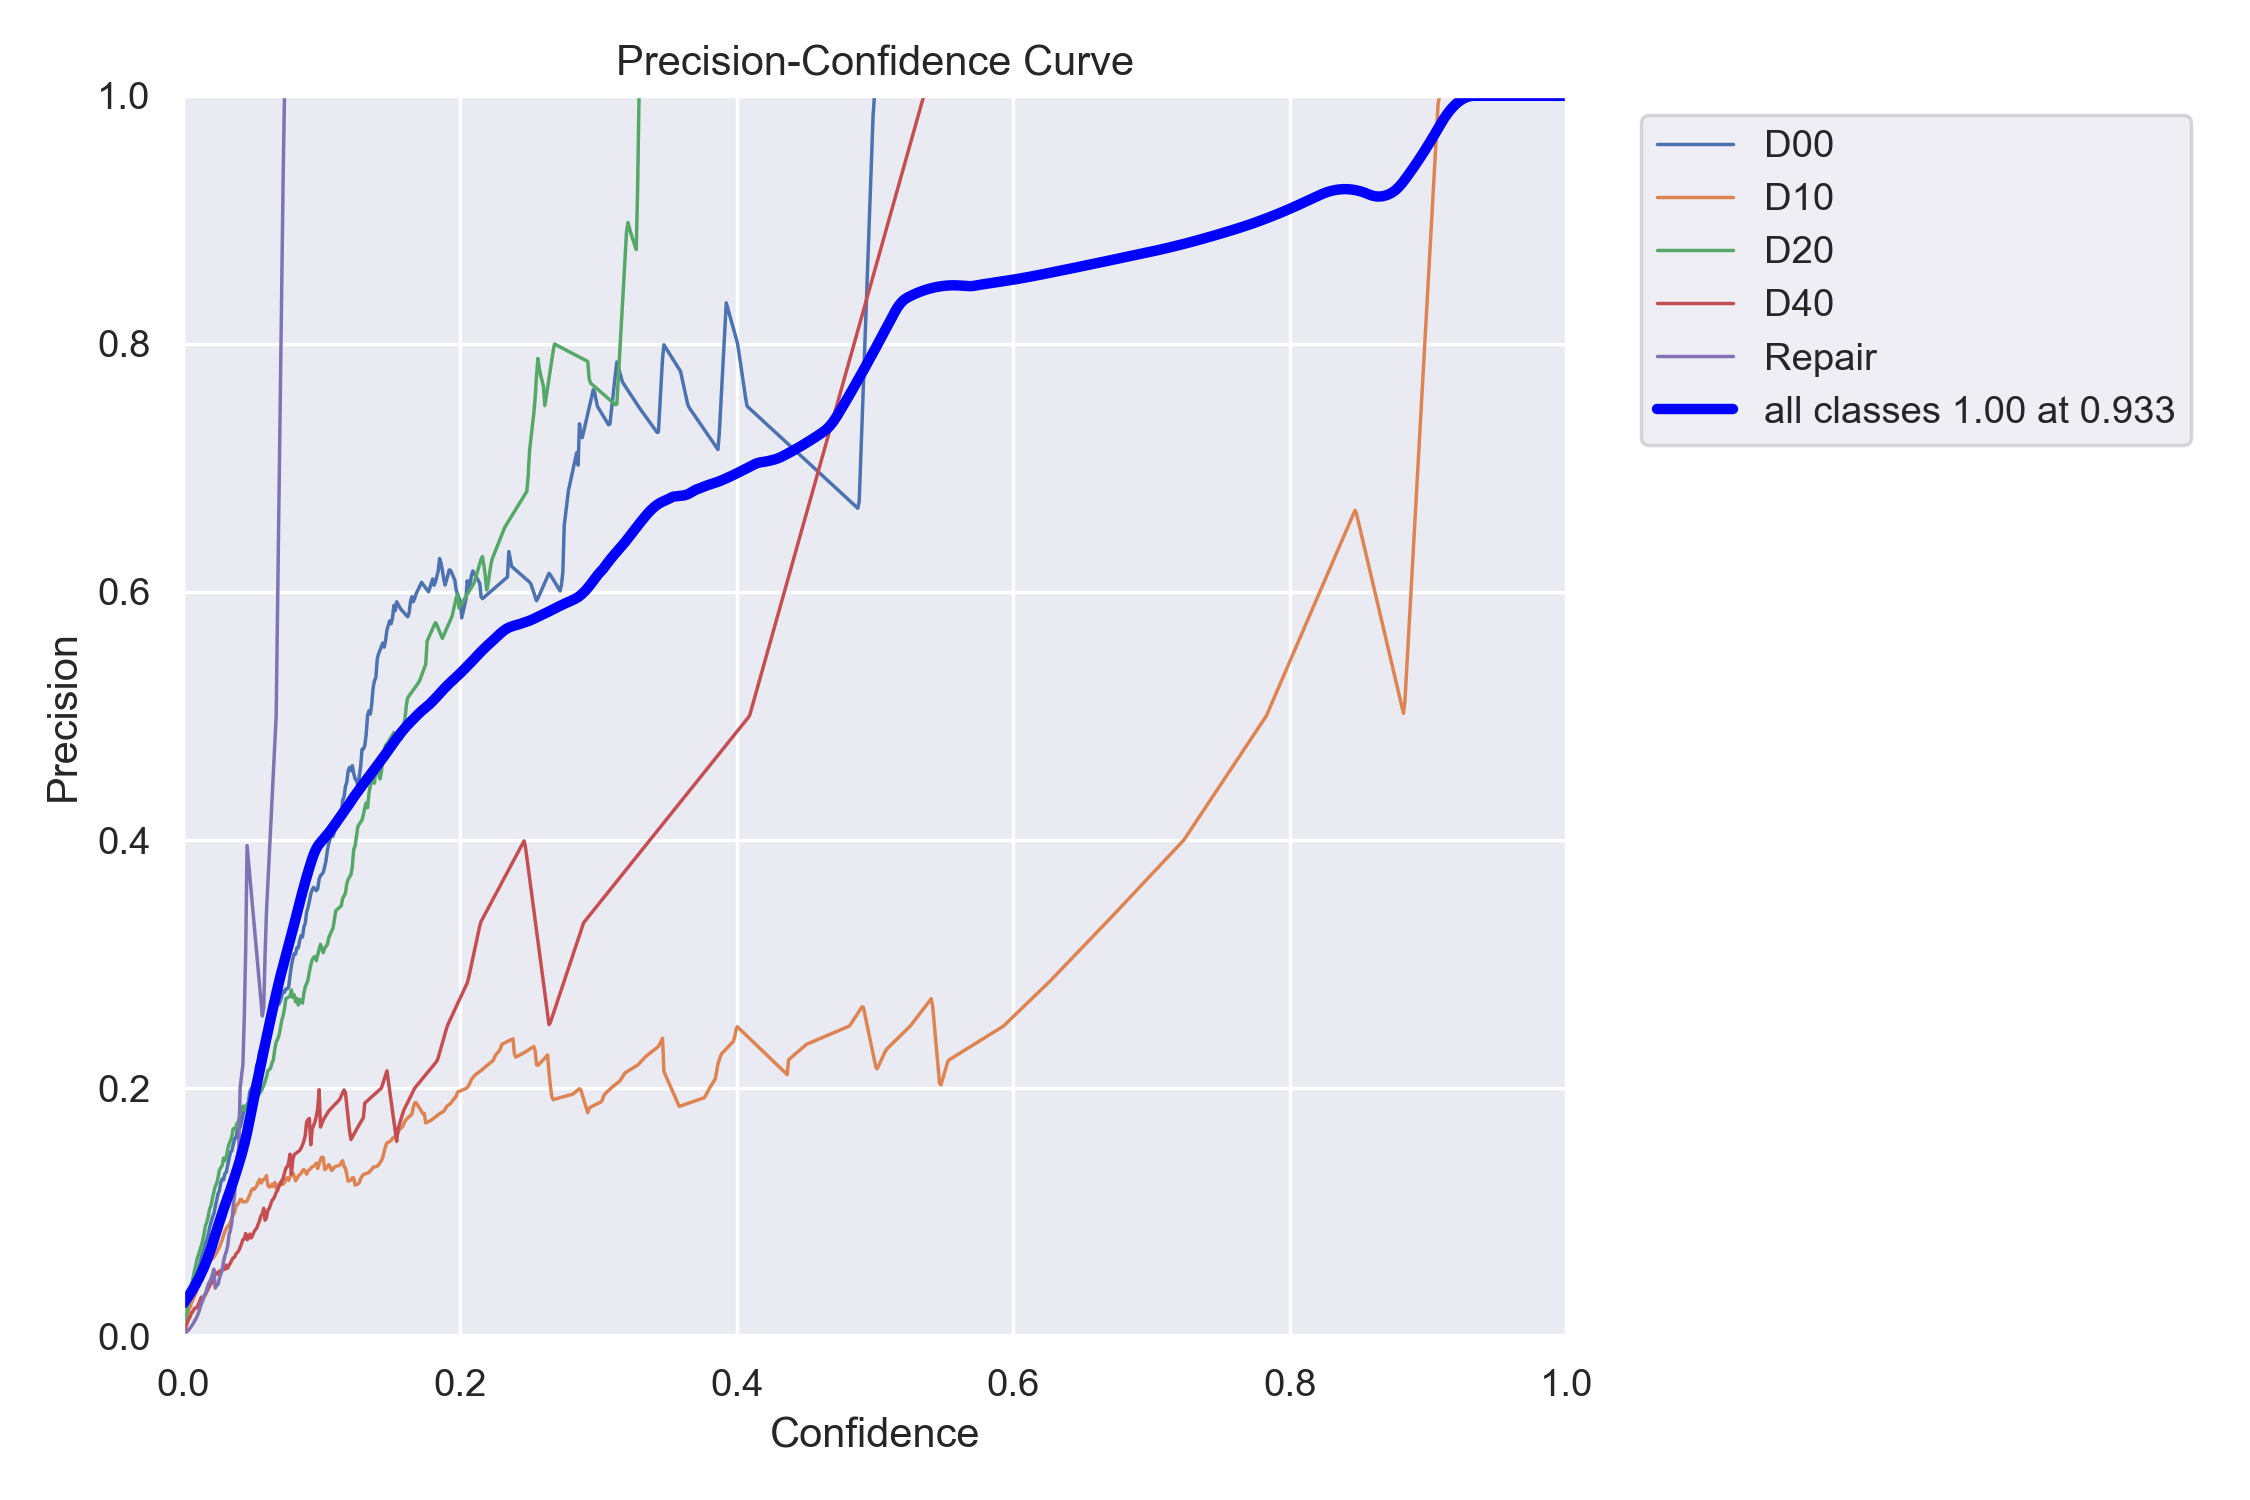 Precision-Confidence Curve
1.0
0.8
0.6
0.4
0.2
0.0
Precision
0.0 0.2 0.4 0.6 0.8 1.0
Confidence
D00
D10
D20
D40
Repair
all classes 1.00 at 0.933